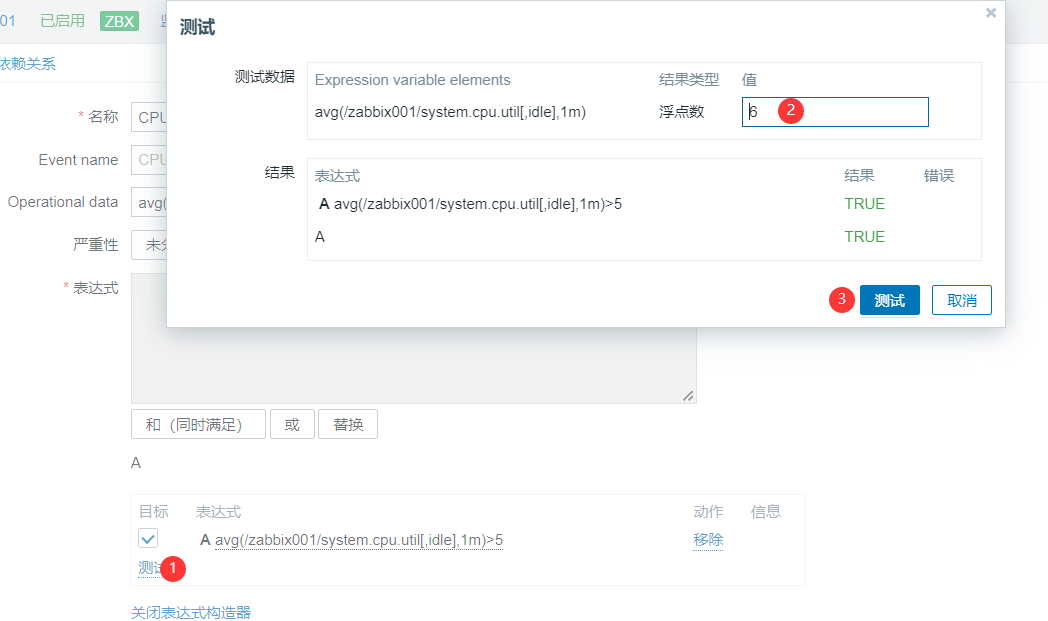 01 已启用 ZBX
依赖关系
测试
测试数据 Expression variable elements 结果类型 值
avg(/zabbix001/system.cpu.util[,idle],1m) 浮点数 6 2
结果 表达式 结果 错误
A avg(/zabbix001/system.cpu.util[,idle],1m)>5 TRUE
A TRUE
3 测试 取消
* 名称 CPU
Event name CPU
Operational data avg(
严重性
* 表达式
和（同时满足） 或 替换
A
目标 表达式 动作 信息
A avg(/zabbix001/system.cpu.util[,idle],1m)>5 移除
测试 1
关闭表达式构造器